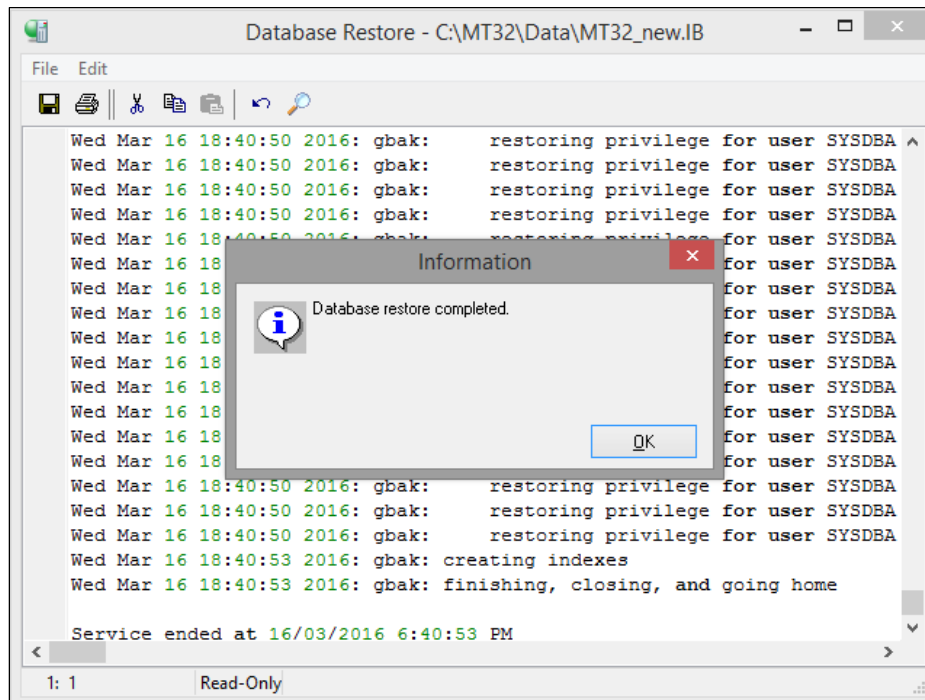 Database Restore - C:\MT32\Data\MT32_new.IB
File Edit
Wed Mar 16 18:40:50 2016: gbak: restoring privilege for user SYSDBA
Wed Mar 16 18:40:50 2016: gbak: restoring privilege for user SYSDBA
Wed Mar 16 18:40:50 2016: gbak: restoring privilege for user SYSDBA
Wed Mar 16 18:40:50 2016: gbak: restoring privilege for user SYSDBA
Wed Mar 16 18:40:50 2016: gbak: restoring privilege for user SYSDBA
Wed Mar 16 18 for user SYSDBA
Wed Mar 16 18 for user SYSDBA
Wed Mar 16 18 for user SYSDBA
Wed Mar 16 18 for user SYSDBA
Wed Mar 16 18 for user SYSDBA
Wed Mar 16 18 for user SYSDBA
Wed Mar 16 18 for user SYSDBA
Wed Mar 16 18 for user SYSDBA
Wed Mar 16 18 for user SYSDBA
Information
Database restore completed.
OK
Wed Mar 16 18:40:50 2016: gbak: restoring privilege for user SYSDBA
Wed Mar 16 18:40:50 2016: gbak: restoring privilege for user SYSDBA
Wed Mar 16 18:40:50 2016: gbak: restoring privilege for user SYSDBA
Wed Mar 16 18:40:53 2016: gbak: creating indexes
Wed Mar 16 18:40:53 2016: gbak: finishing, closing, and going home
Service ended at 16/03/2016 6:40:53 PM
1: 1 Read-Only